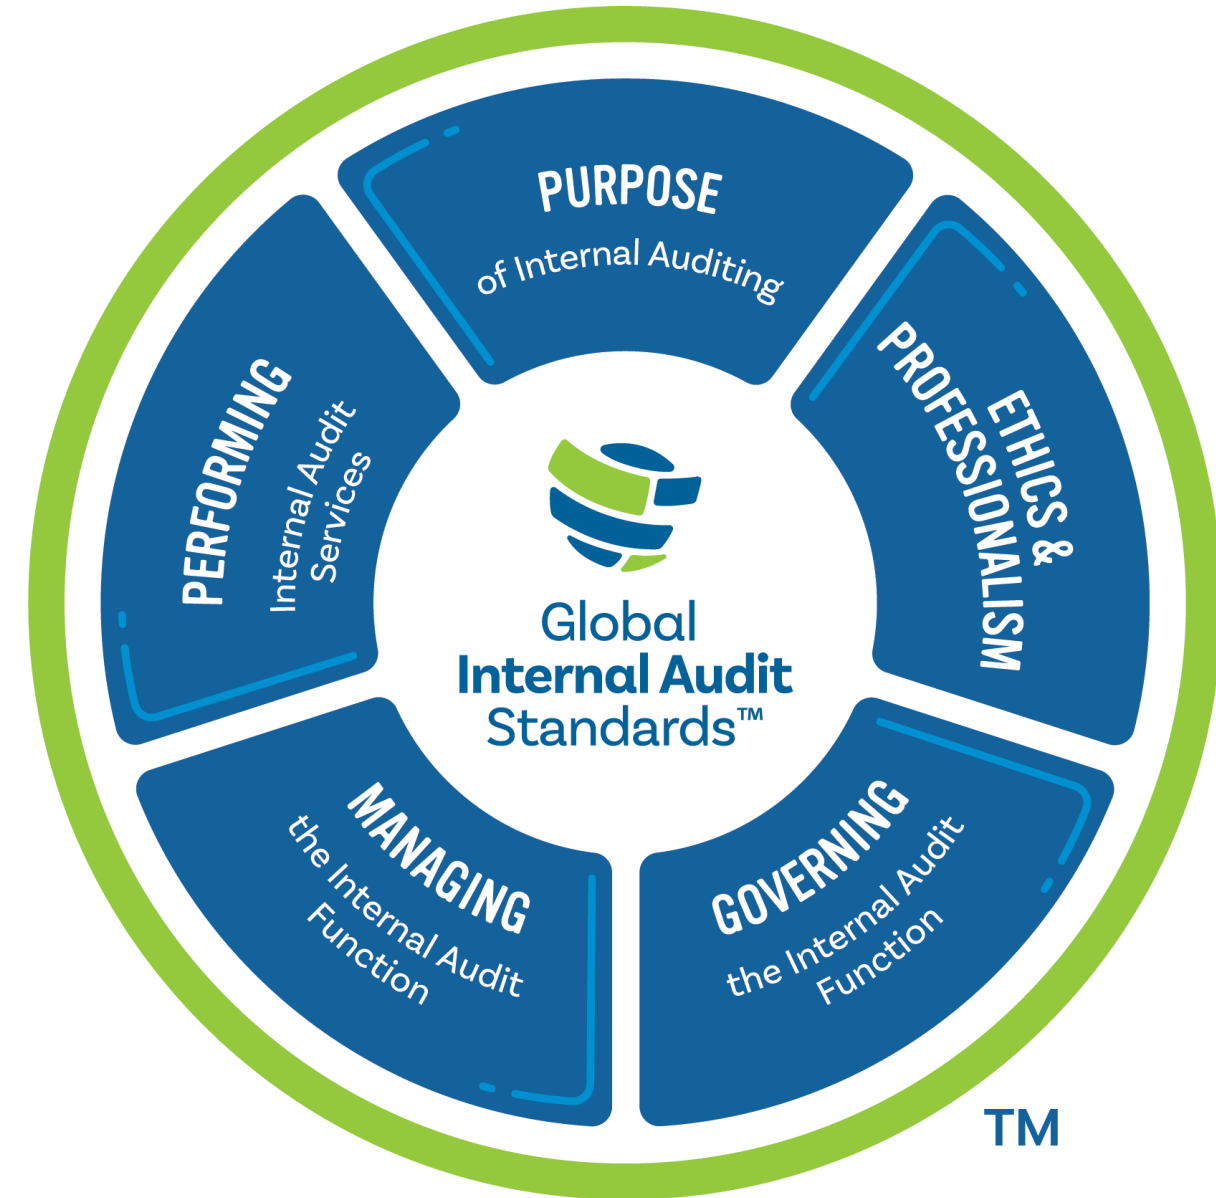 PURPOSE
of Internal Auditing
ETHICS &
PROFESSIONALISM
GOVERNING
the Internal Audit
Function
MANAGING
the Internal Audit
Function
PERFORMING
Internal Audit
Services
Global
Internal Audit
Standards™
TM